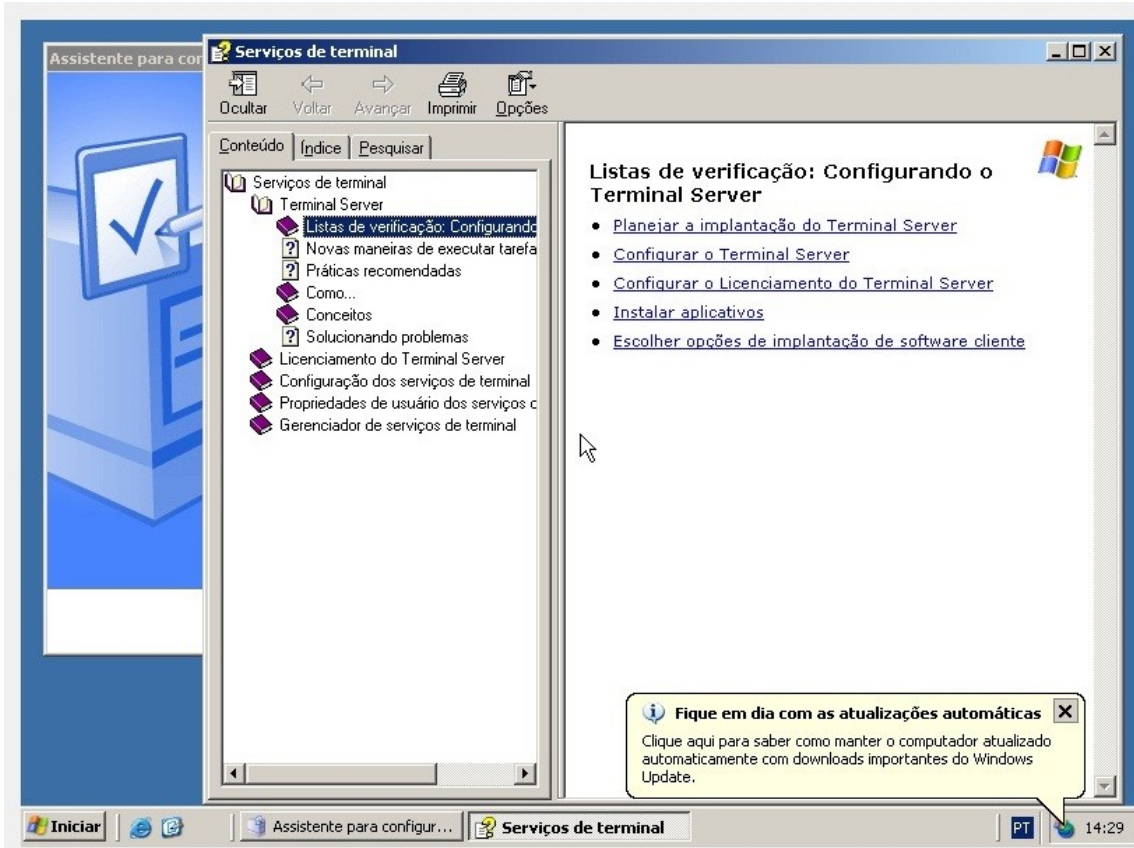 Assistente para cor
Serviços de terminal
Ocultar Voltar Avançar Imprimir Opções
Conteúdo Índice Pesquisar
Serviços de terminal
Terminal Server
Listas de verificação: Configurando
Novas maneiras de executar tarefa
Práticas recomendadas
Como...
Conceitos
Solucionando problemas
Licenciamento do Terminal Server
Configuração dos serviços de terminal
Propriedades de usuário dos serviços d
Gerenciador de serviços de terminal
Listas de verificação: Configurando o
Terminal Server
Planejar a implantação do Terminal Server
Configurar o Terminal Server
Configurar o Licenciamento do Terminal Server
Instalar aplicativos
Escolher opções de implantação de software cliente
Fique em dia com as atualizações automáticas
Clique aqui para saber como manter o computador atualizado
automaticamente com downloads importantes do Windows
Update.
Iniciar Assistente para configur... Serviços de terminal PT 14:29